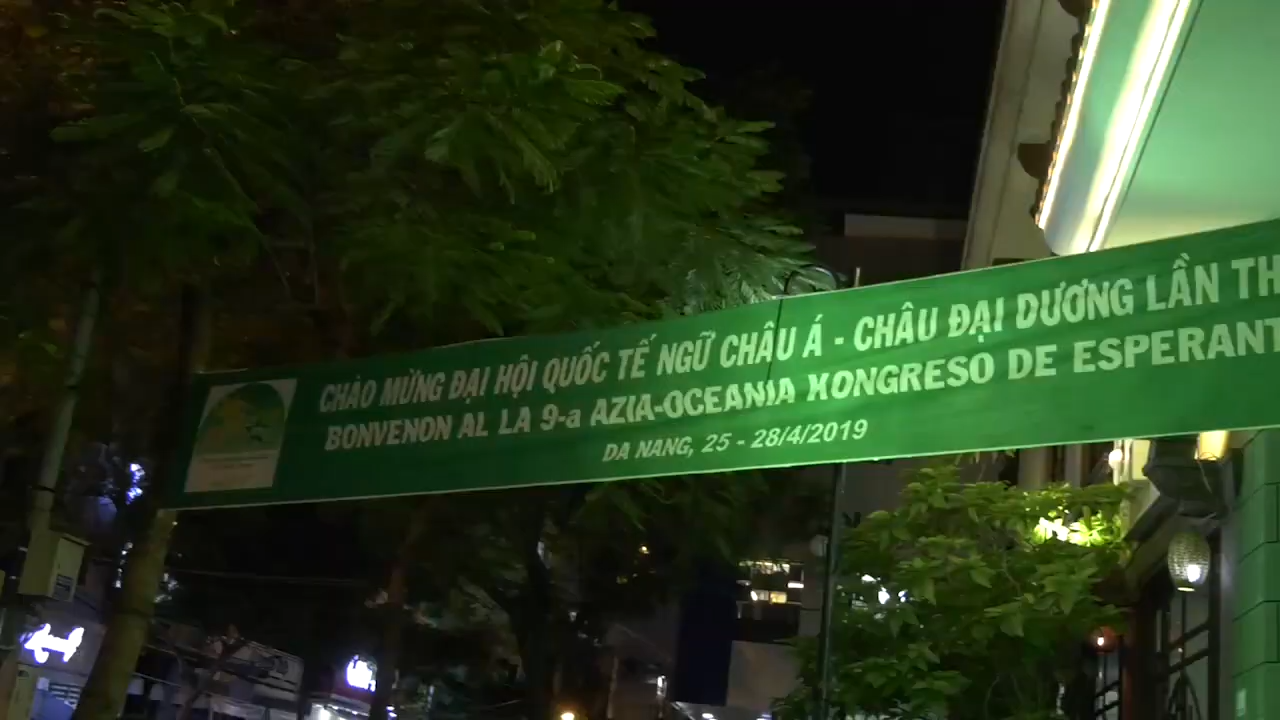 CHÀO MỪNG ĐẠI HỘI QUỐC TẾ NGỮ CHÂU Á - CHÂU ĐẠI DƯƠNG LẦN TH
BONVENON AL LA 9-a AZIA-OCEANIA KONGRESO DE ESPERANT
DA NANG, 25 - 28/4/2019